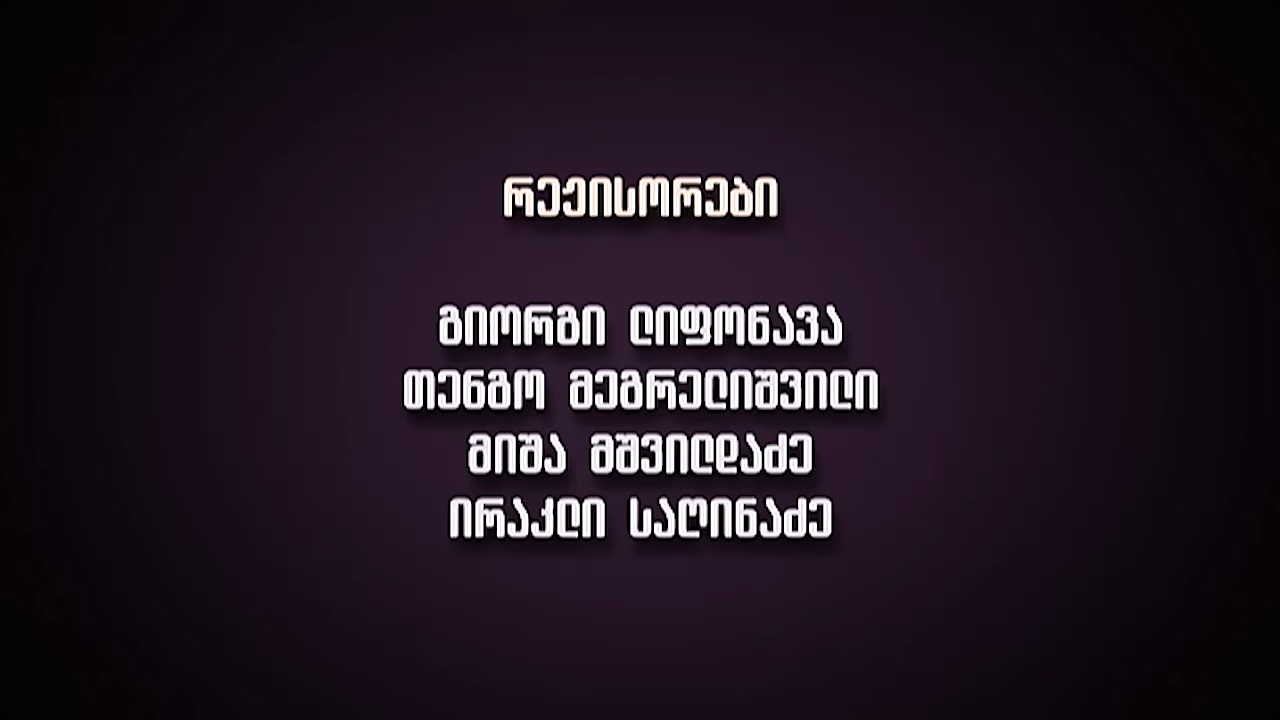 რეჟისორები
გიორგი ლიფონავა
თენგო მეგრელიშვილი
მიშა მშვილდაძე
ირაკლი საღინაძე